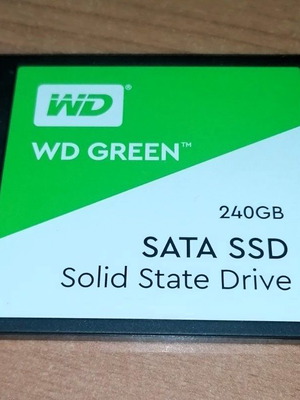 WD®
WD GREEN™
240GB
SATA SSD
Solid State Drive